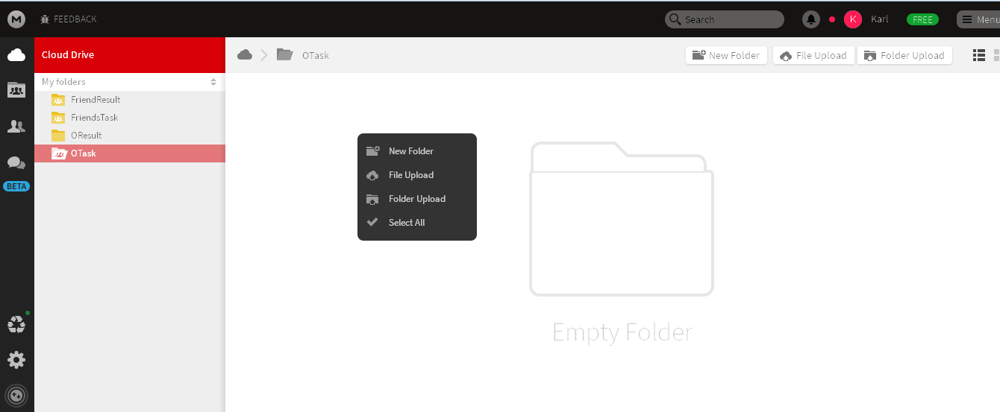 M
FEEDBACK
Search
K
Karl
FREE
Menu
Cloud Drive
OTask
New Folder
File Upload
Folder Upload
My folders
FriendResult
FriendsTask
OResult
OTask
New Folder
File Upload
Folder Upload
Select All
BETA
Empty Folder